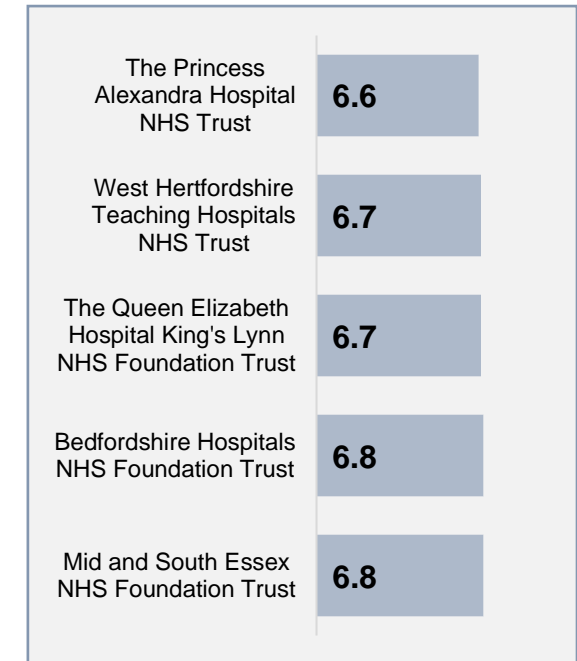 The Princess
Alexandra Hospital
NHS Trust
6.6
West Hertfordshire
Teaching Hospitals
NHS Trust
6.7
The Queen Elizabeth
Hospital King's Lynn
NHS Foundation Trust
6.7
Bedfordshire Hospitals
NHS Foundation Trust
6.8
Mid and South Essex
NHS Foundation Trust
6.8